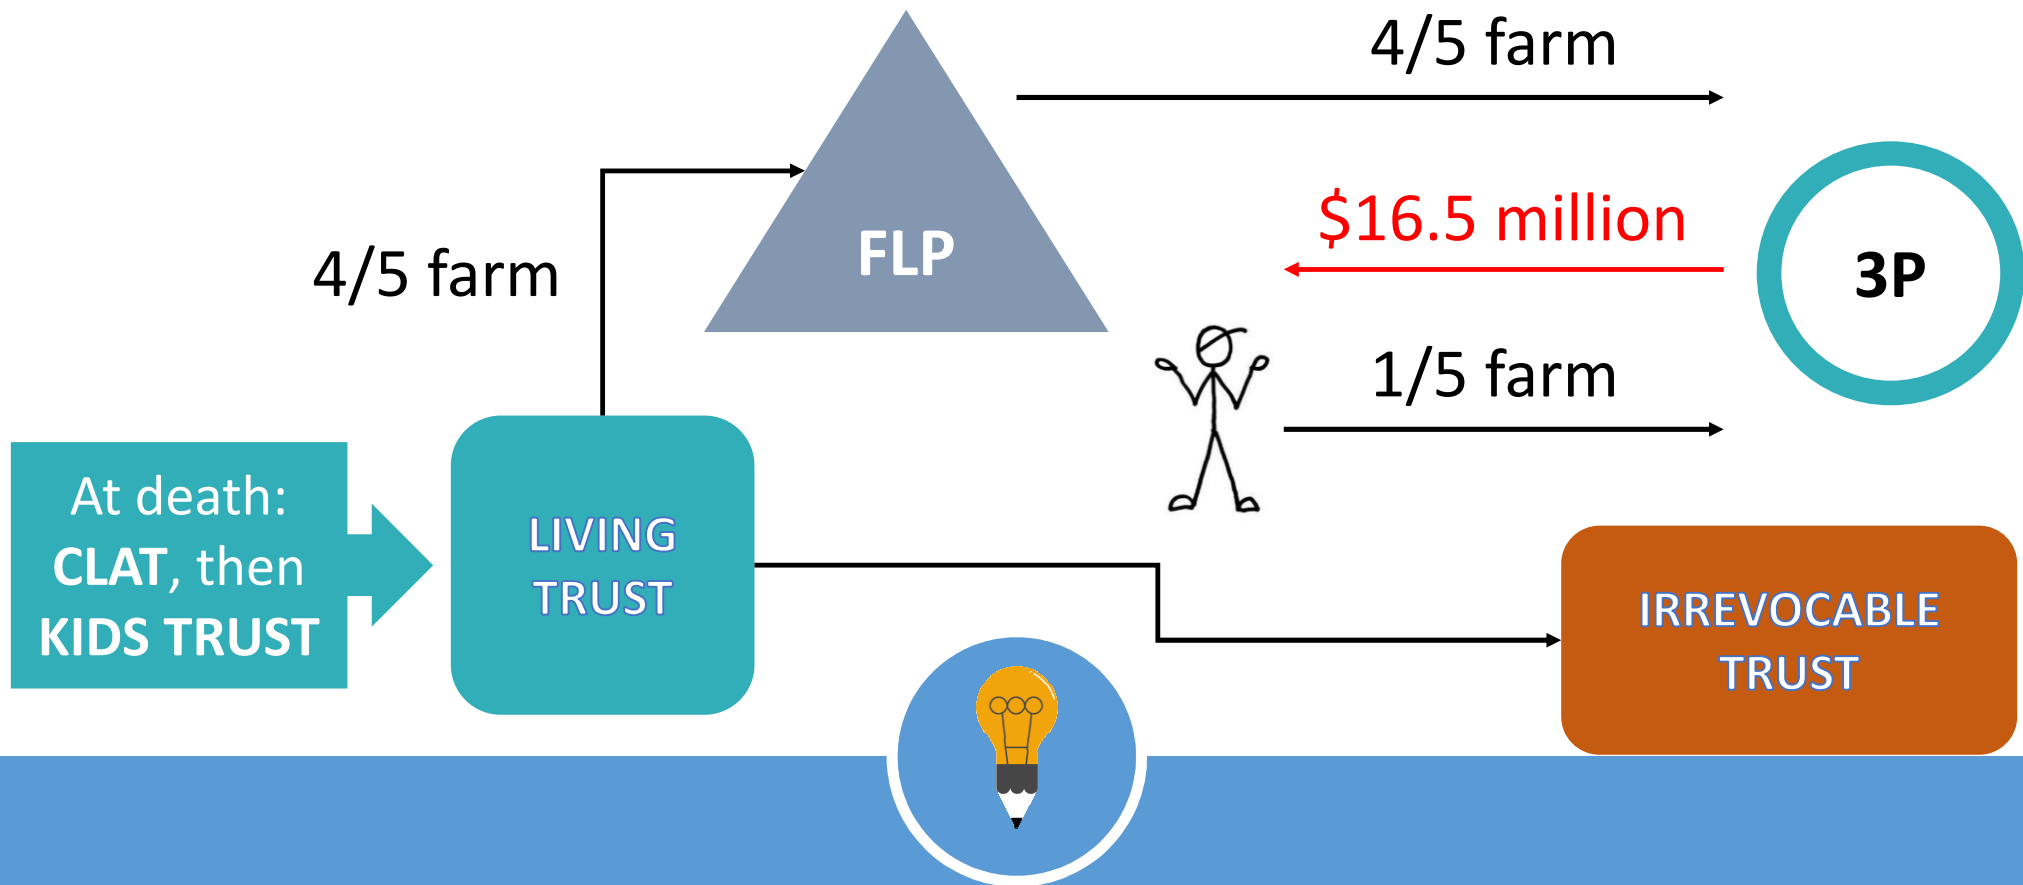 4/5 farm
$16.5 million
FLP
3P
4/5 farm
1/5 farm
At death:
CLAT, then
KIDS TRUST
LIVING
TRUST
IRREVOCABLE
TRUST